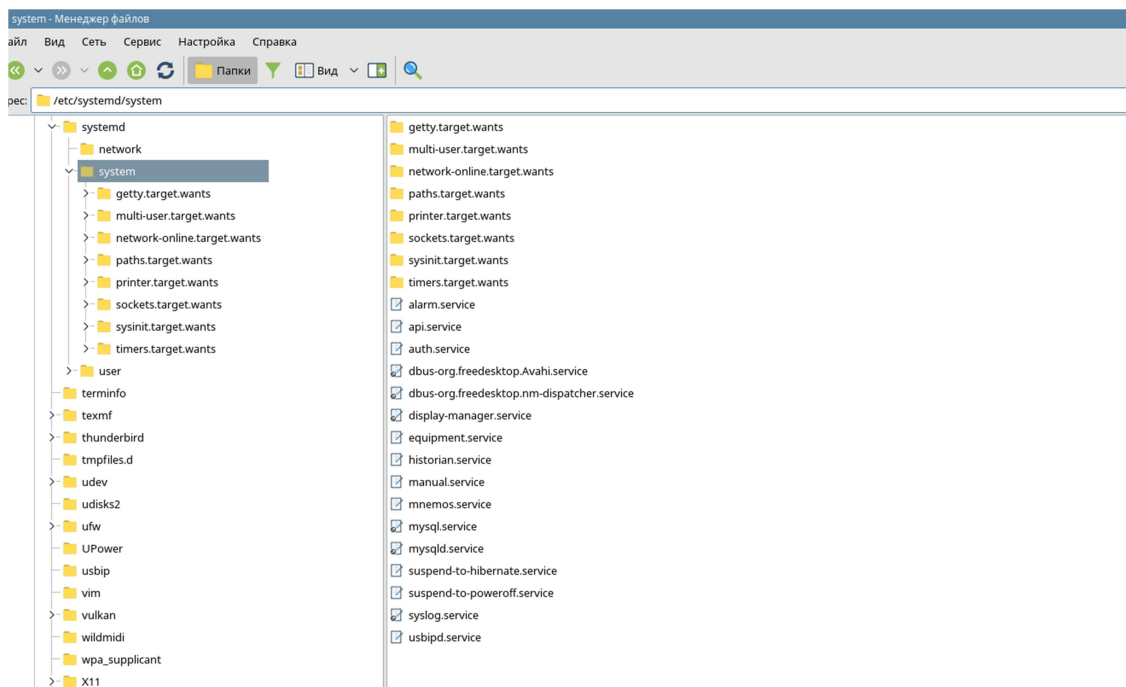 system - Менеджер файлов
айл Вид Сеть Сервис Настройка Справка
Папки Вид
рес: /etc/systemd/system
systemd
network
system
getty.target.wants
multi-user.target.wants
network-online.target.wants
paths.target.wants
printer.target.wants
sockets.target.wants
sysinit.target.wants
timers.target.wants
user
terminfo
texmf
thunderbird
tmpfiles.d
udev
udisks2
ufw
UPower
usbip
vim
vulkan
wildmidi
wpa_supplicant
X11
getty.target.wants
multi-user.target.wants
network-online.target.wants
paths.target.wants
printer.target.wants
sockets.target.wants
sysinit.target.wants
timers.target.wants
alarm.service
api.service
auth.service
dbus-org.freedesktop.Avahi.service
dbus-org.freedesktop.nm-dispatcher.service
display-manager.service
equipment.service
historian.service
manual.service
mnemos.service
mysql.service
mysqld.service
suspend-to-hibernate.service
suspend-to-poweroff.service
syslog.service
usbipd.service